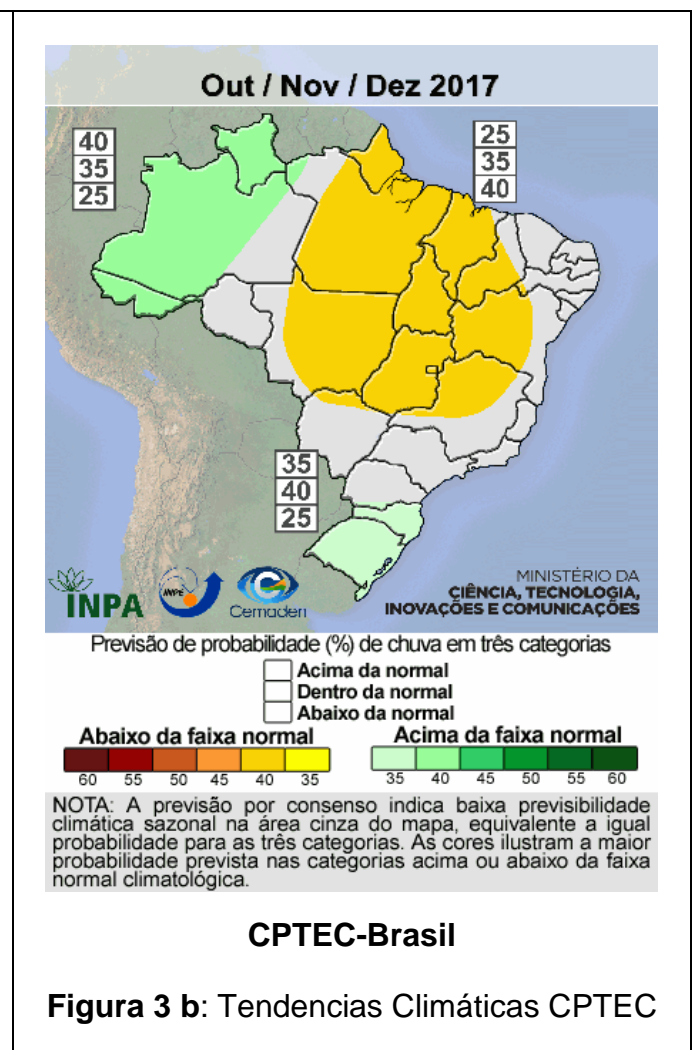 Out / Nov / Dez 2017
40
35
25
25
35
40
35
40
25
INPA
INPE
Cemaden
MINISTÉRIO DA
CIÊNCIA, TECNOLOGIA,
INOVAÇÕES E COMUNICAÇÕES
Previsão de probabilidade (%) de chuva em três categorias
Acima da normal
Dentro da normal
Abaixo da normal
Abaixo da faixa normal
60 55 50 45 40 35
Acima da faixa normal
35 40 45 50 55 60
NOTA: A previsão por consenso indica baixa previsibilidade
climática sazonal na área cinza do mapa, equivalente a igual
probabilidade para as três categorias. As cores ilustram a maior
probabilidade prevista nas categorias acima ou abaixo da faixa
normal climatológica.
CPTEC-Brasil
Figura 3 b: Tendencias Climáticas CPTEC